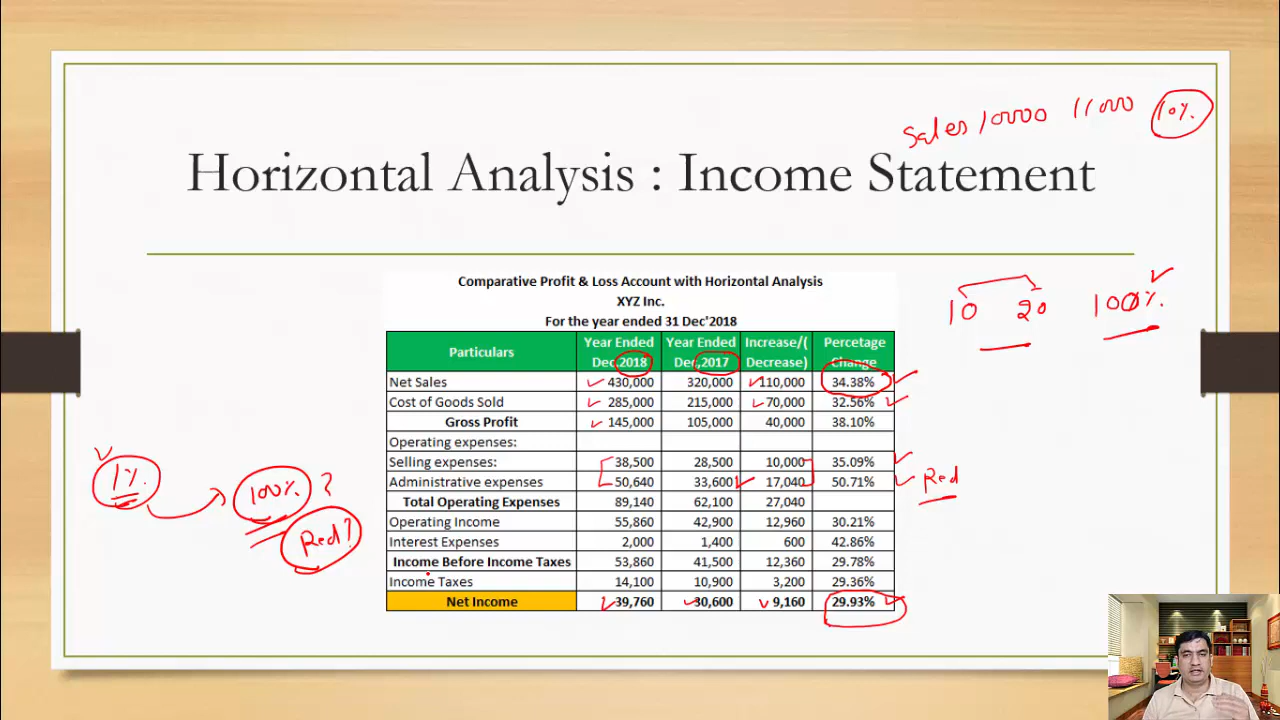 Sales 10000 11000 10%
Horizontal Analysis : Income Statement
Comparative Profit & Loss Account with Horizontal Analysis
XYZ Inc.
For the year ended 31 Dec'2018
10 20 100%
Particulars Year Ended Dec,2018 Year Ended Dec,2017 Increase/( Decrease) Percetage Change
Net Sales 430,000 320,000 110,000 34.38%
Cost of Goods Sold 285,000 215,000 70,000 32.56%
Gross Profit 145,000 105,000 40,000 38.10%
Operating expenses:
Selling expenses: 38,500 28,500 10,000 35.09%
Administrative expenses 50,640 33,600 17,040 50.71%
Red
Total Operating Expenses 89,140 62,100 27,040
Operating Income 55,860 42,900 12,960 30.21%
Interest Expenses 2,000 1,400 600 42.86%
Income Before Income Taxes 53,860 41,500 12,360 29.78%
Income Taxes 14,100 10,900 3,200 29.36%
Net Income 39,760 30,600 9,160 29.93%
1% 100% ?
Red?